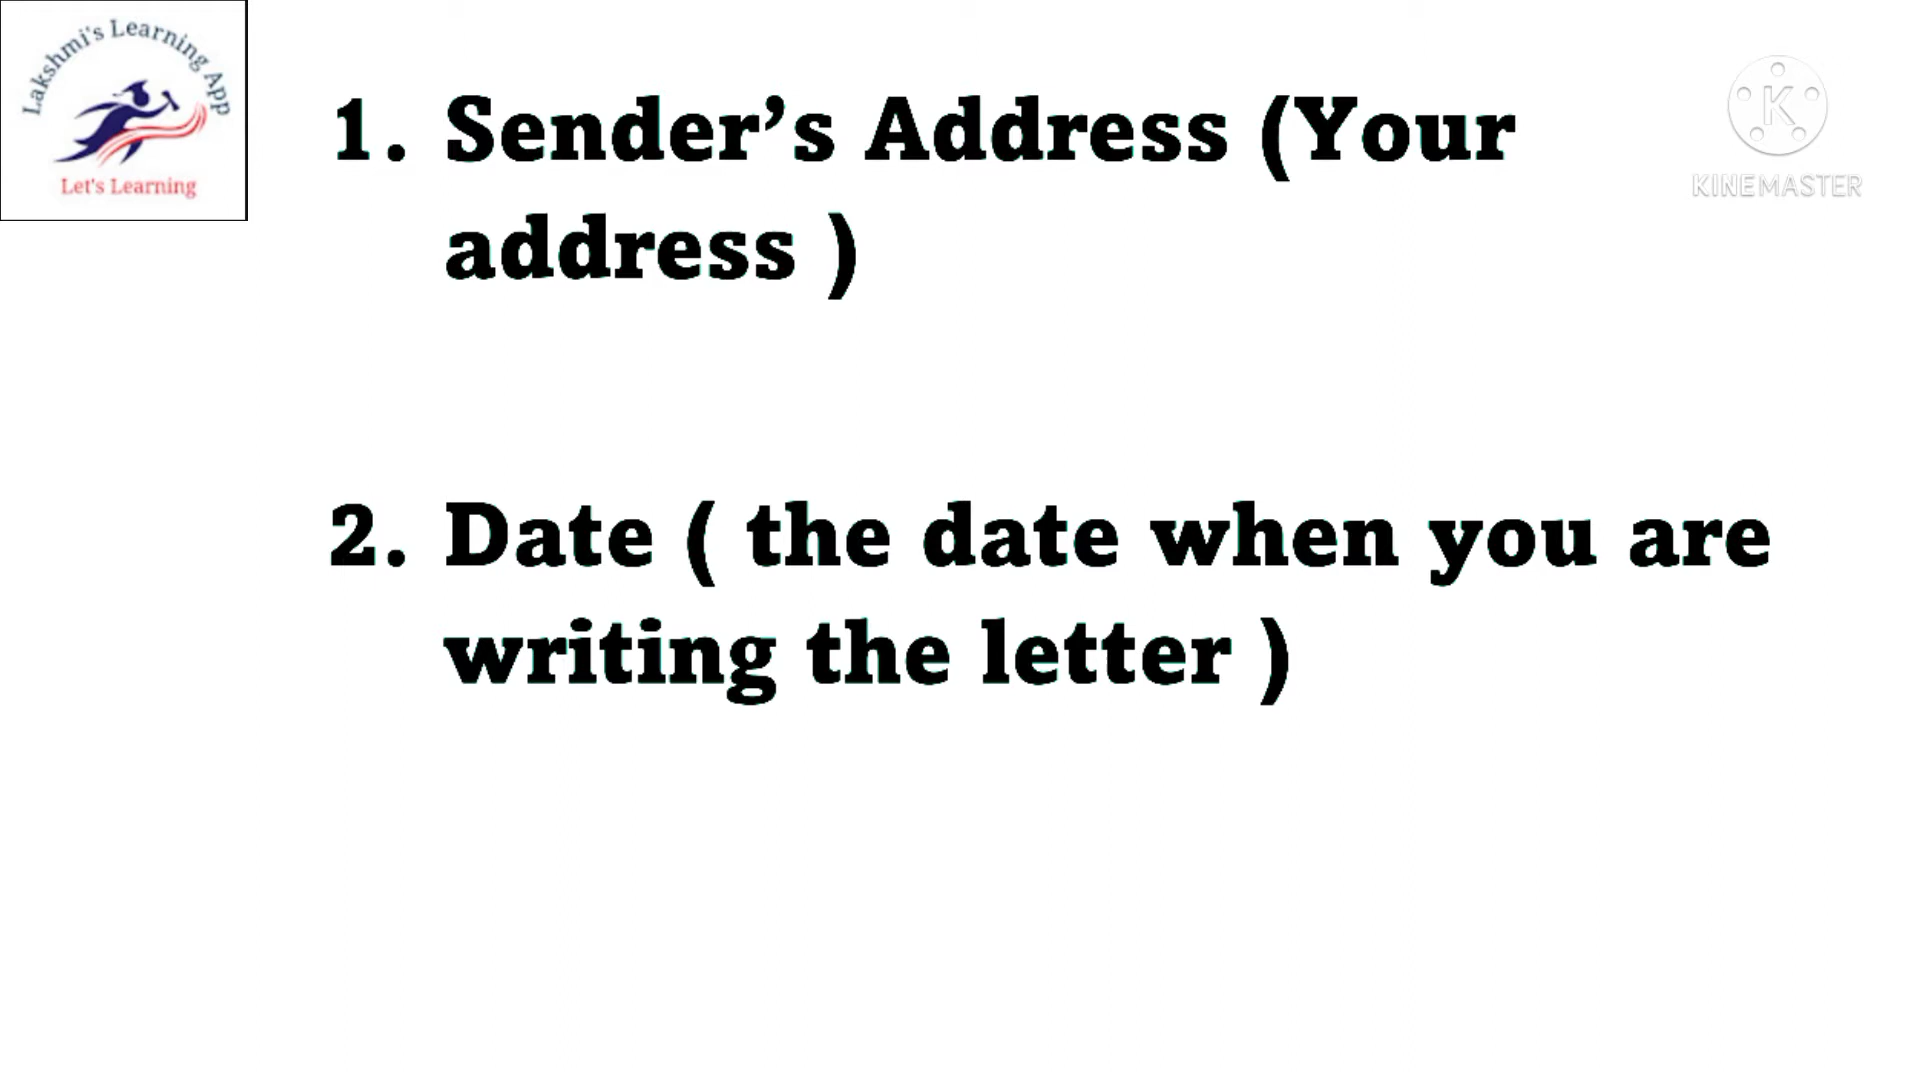 Lakshmi's Learning App
Let's Learning
1. Sender’s Address (Your
address )
K
KINEMASTER
2. Date ( the date when you are
writing the letter )